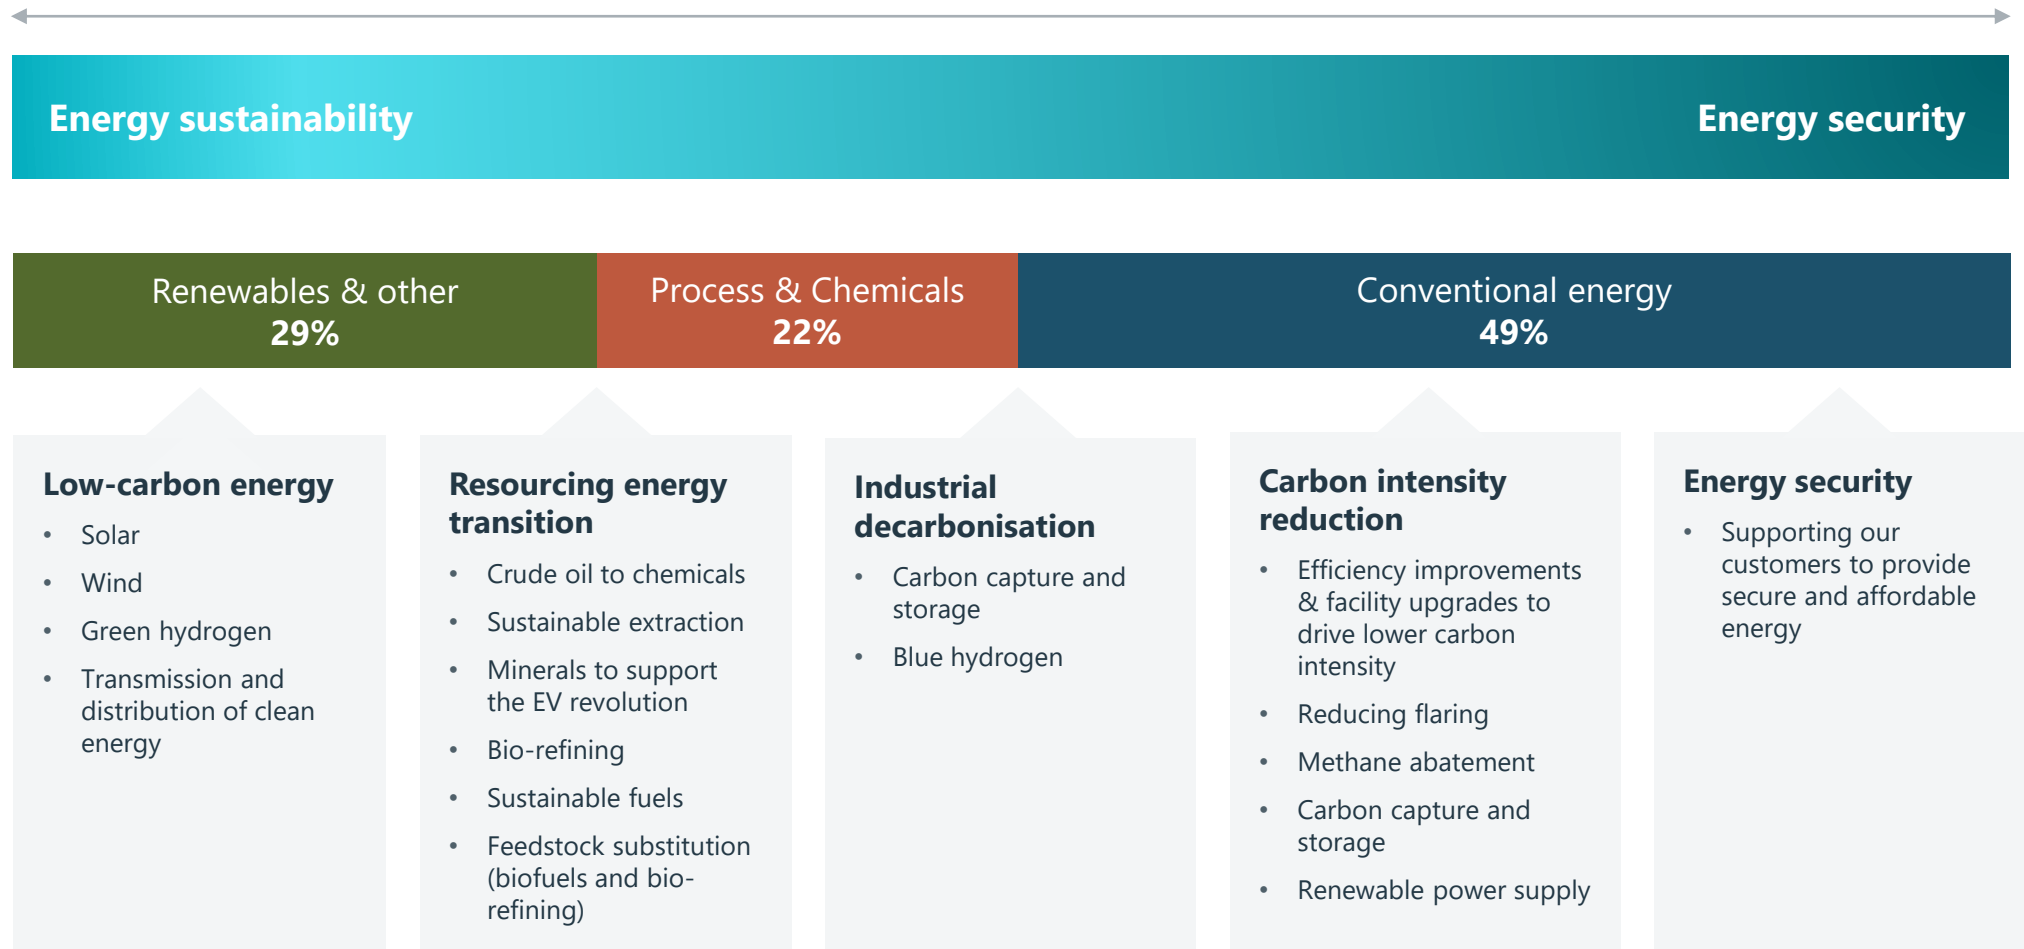 Energy sustainability
Energy security
Renewables & other
29%
Process & Chemicals
22%
Conventional energy
49%
Low-carbon energy
• Solar
• Wind
• Green hydrogen
• Transmission and
distribution of clean
energy
Resourcing energy
transition
• Crude oil to chemicals
• Sustainable extraction
• Minerals to support
the EV revolution
• Bio-refining
• Sustainable fuels
• Feedstock substitution
(biofuels and bio-
refining)
Industrial
decarbonisation
• Carbon capture and
storage
• Blue hydrogen
Carbon intensity
reduction
• Efficiency improvements
& facility upgrades to
drive lower carbon
intensity
• Reducing flaring
• Methane abatement
• Carbon capture and
storage
• Renewable power supply
Energy security
• Supporting our
customers to provide
secure and affordable
energy